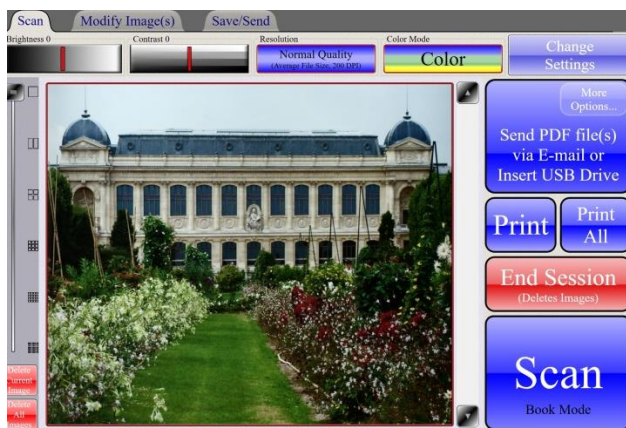 Scan
Modify Image(s)
Save/Send
Brightness 0
Contrast 0
Resolution
Normal Quality
(Average File Size, 200 DPI)
Color Mode
Color
Change
Settings
More
Options...
Send PDF file(s)
via E-mail or
Insert USB Drive
Print
Print
All
End Session
(Deletes Images)
Scan
Book Mode
Delete
Current
Image
Delete
All
Images